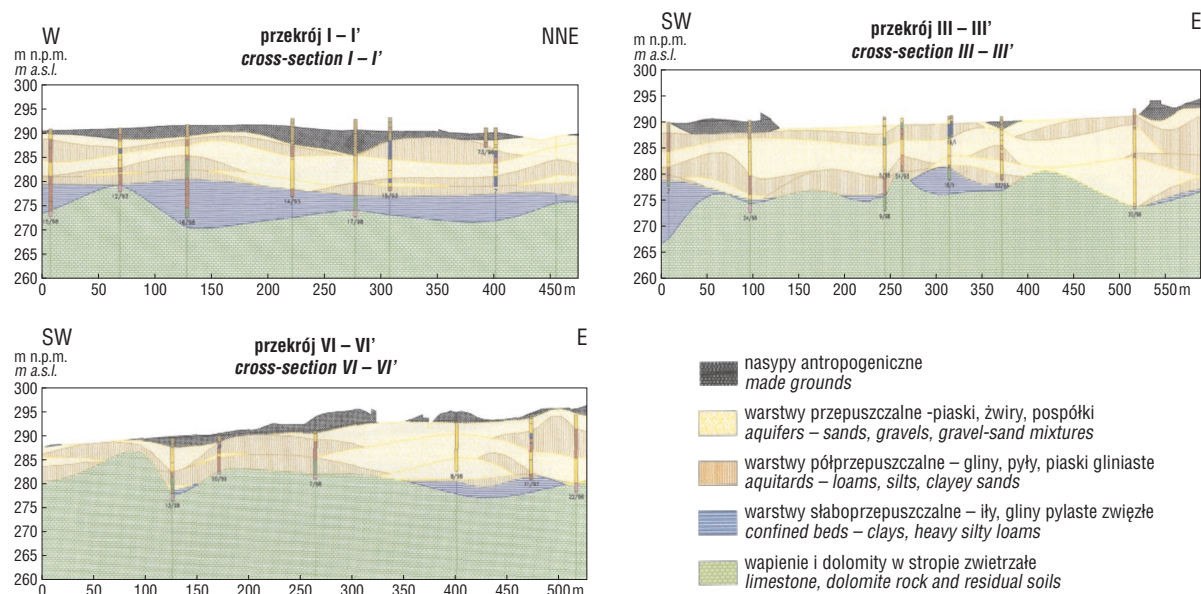 W
przekrój I – I’
NNE
cross-section I – I’
m n.p.m.
m a.s.l.
300
295
290
285
280
275
270
265
260
0 50 100 150 200 250 300 350 400 450 m
SW
przekrój III – III’
E
cross-section III – III’
m n.p.m.
m a.s.l.
300
295
290
285
280
275
270
265
260
0 50 100 150 200 250 300 350 400 450 500 550 m
SW
przekrój VI – VI’
E
cross-section VI – VI’
m n.p.m.
m a.s.l.
300
295
290
285
280
275
270
265
260
0 50 100 150 200 250 300 350 400 450 500 m
nasypy antropogeniczne
made grounds
warstwy przepuszczalne -piaski, żwiry, pospółki
aquifers – sands, gravels, gravel-sand mixtures
warstwy półprzepuszczalne – gliny, pyły, piaski gliniaste
aquitards – loams, silts, clayey sands
warstwy słaboprzepuszczalne – iły, gliny pylaste zwięzłe
confined beds – clays, heavy silty loams
wapienie i dolomity w stropie zwietrzałe
limestone, dolomite rock and residual soils